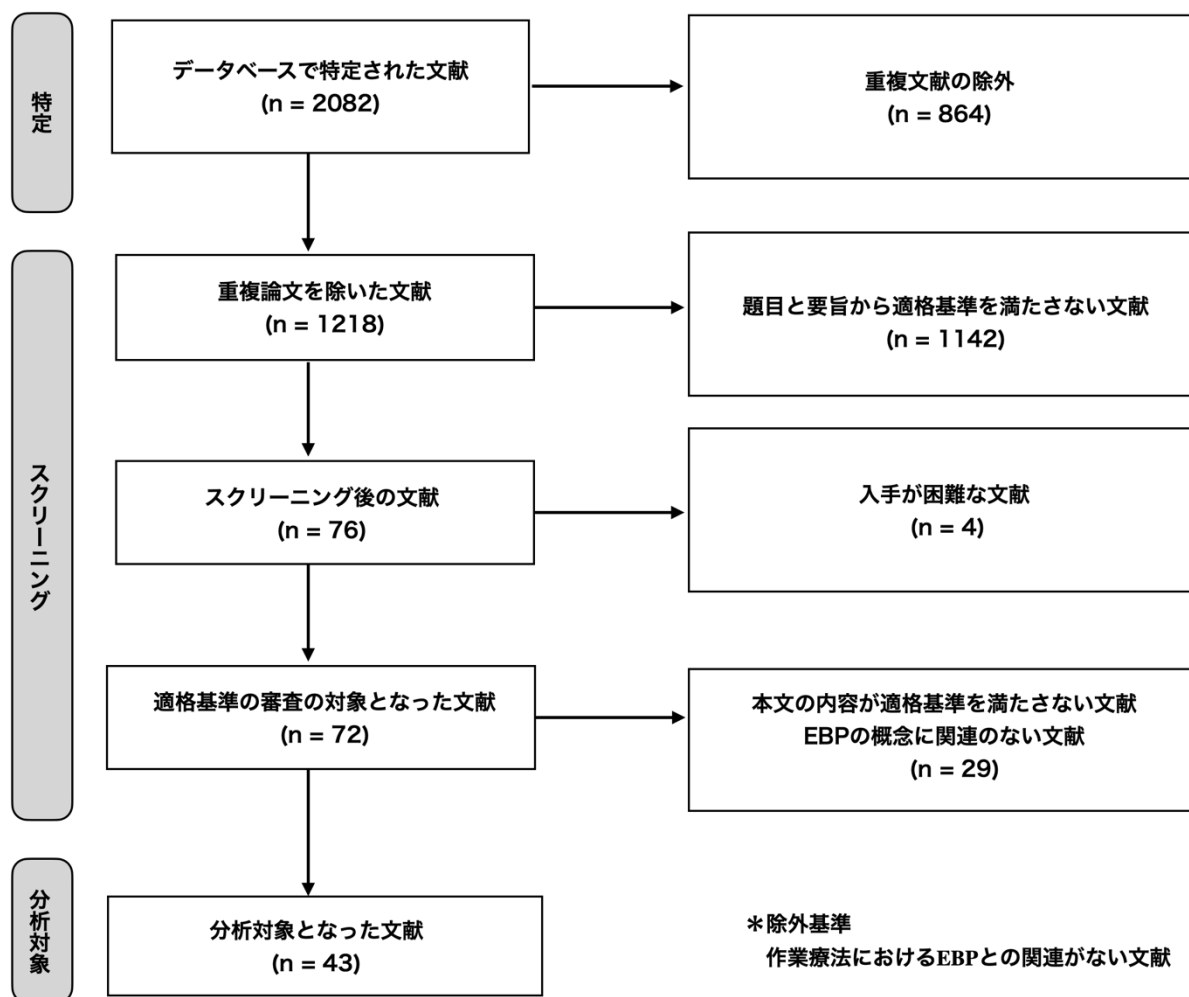 特定
データベースで特定された文献
(n = 2082)
重複文献の除外
(n = 864)
スクリーニング
重複論文を除いた文献
(n = 1218)
題目と要旨から適格基準を満たさない文献
(n = 1142)
スクリーニング後の文献
(n = 76)
入手が困難な文献
(n = 4)
適格基準の審査の対象となった文献
(n = 72)
本文の内容が適格基準を満たさない文献
EBPの概念に関連のない文献
(n = 29)
分析対象
分析対象となった文献
(n = 43)
＊除外基準
作業療法におけるEBPとの関連がない文献